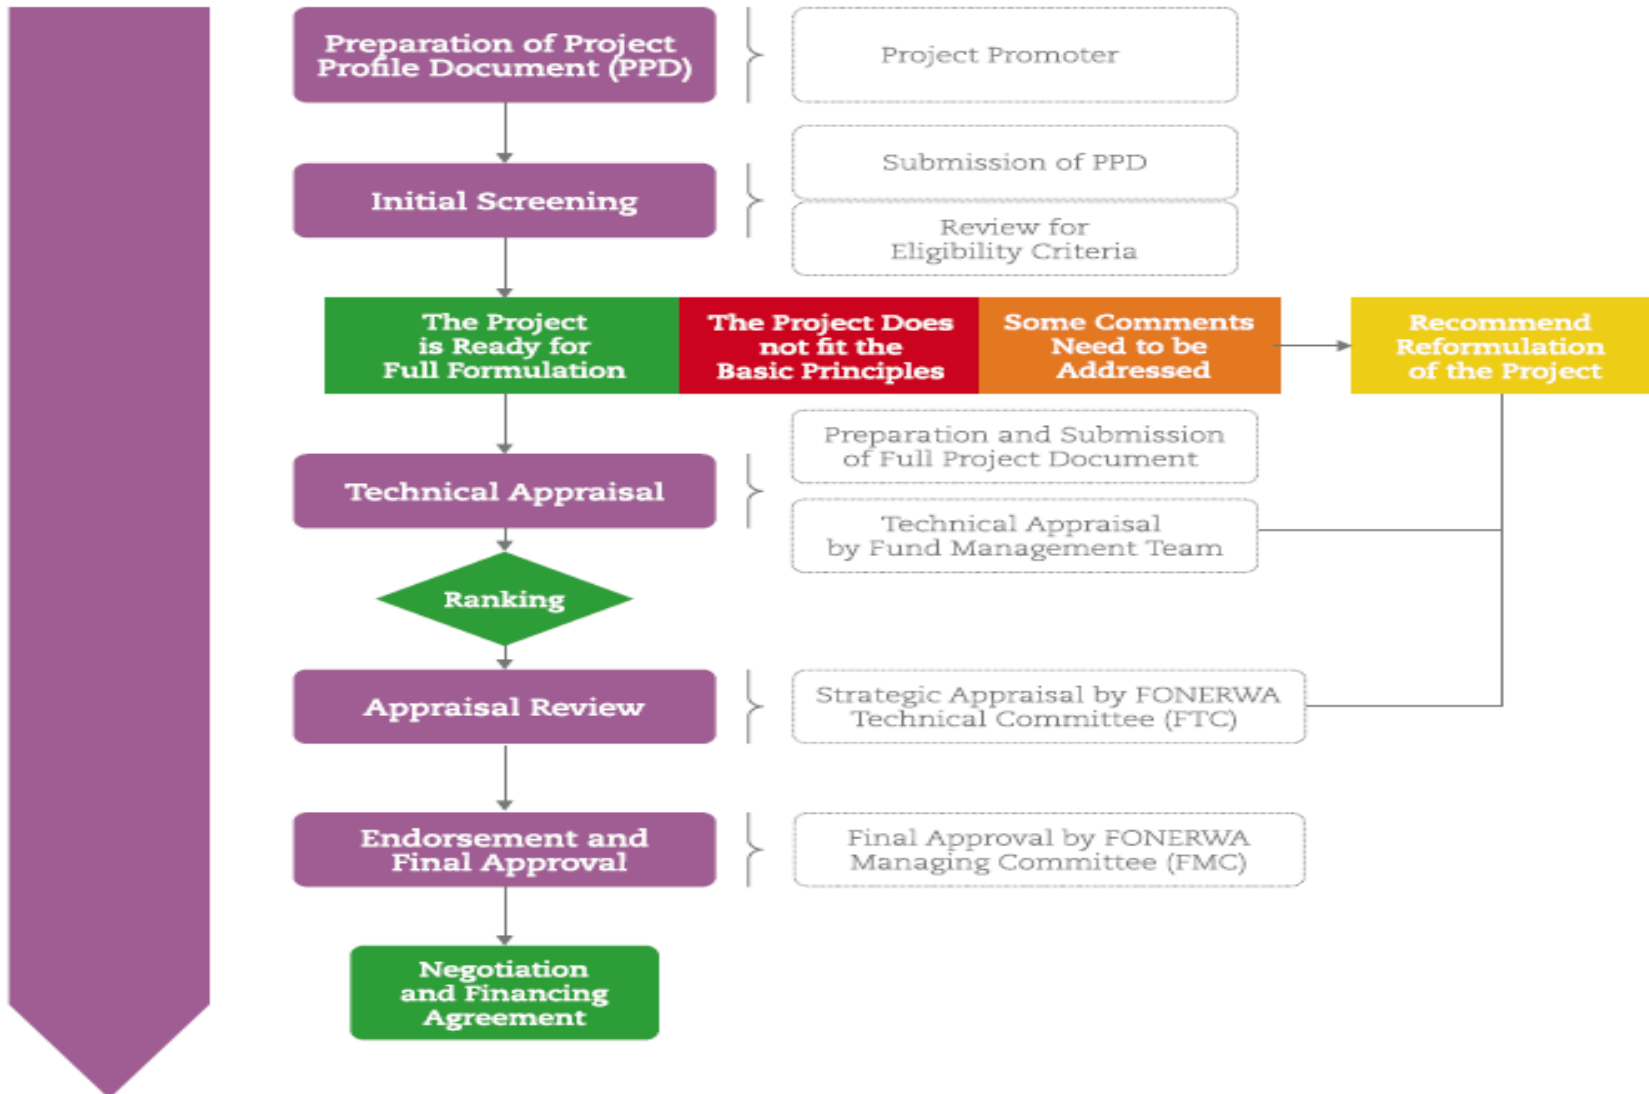 Preparation of Project
Profile Document (PPD)
Project Promoter
Submission of PPD
Initial Screening
Review for
Eligibility Criteria
The Project
is Ready for
Full Formulation
The Project Does
not fit the
Basic Principles
Some Comments
Need to be
Addressed
Recommend
Reformulation
of the Project
Preparation and Submission
of Full Project Document
Technical Appraisal
Technical Appraisal
by Fund Management Team
Ranking
Appraisal Review
Strategic Appraisal by FONERWA
Technical Committee (FTC)
Endorsement and
Final Approval
Final Approval by FONERWA
Managing Committee (FMC)
Negotiation
and Financing
Agreement